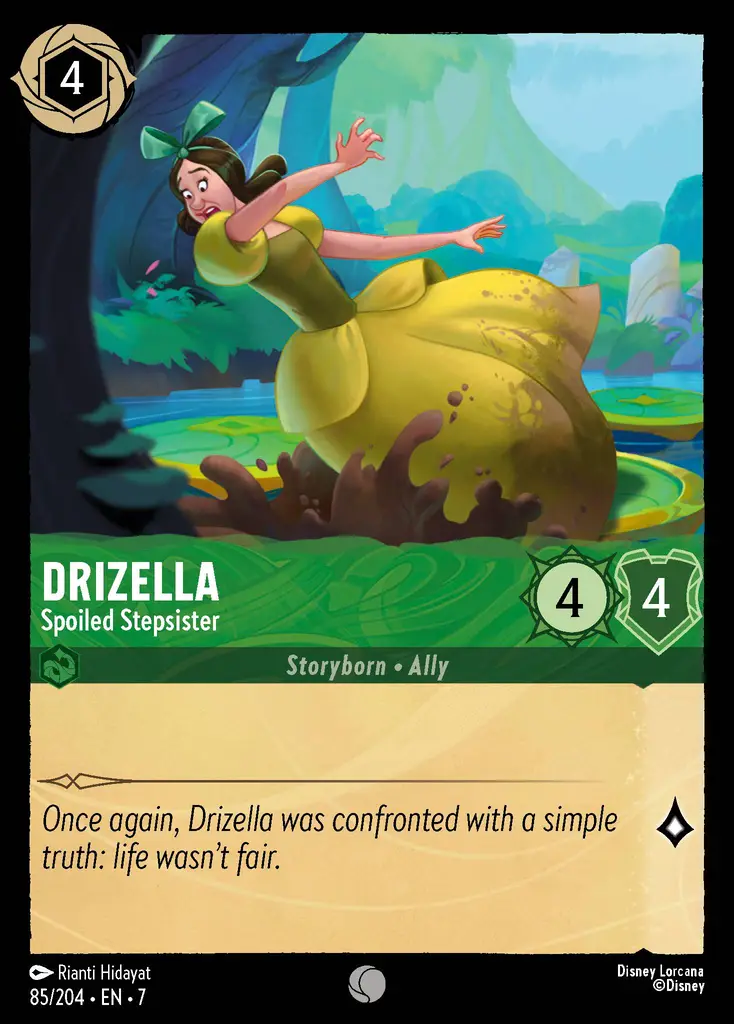 4
DRIZELLA
Spoiled Stepsister
4
4
Storyborn • Ally
Once again, Drizella was confronted with a simple
truth: life wasn't fair.
Rianti Hidayat
85/204 • EN • 7
Disney Lorcana
©Disney